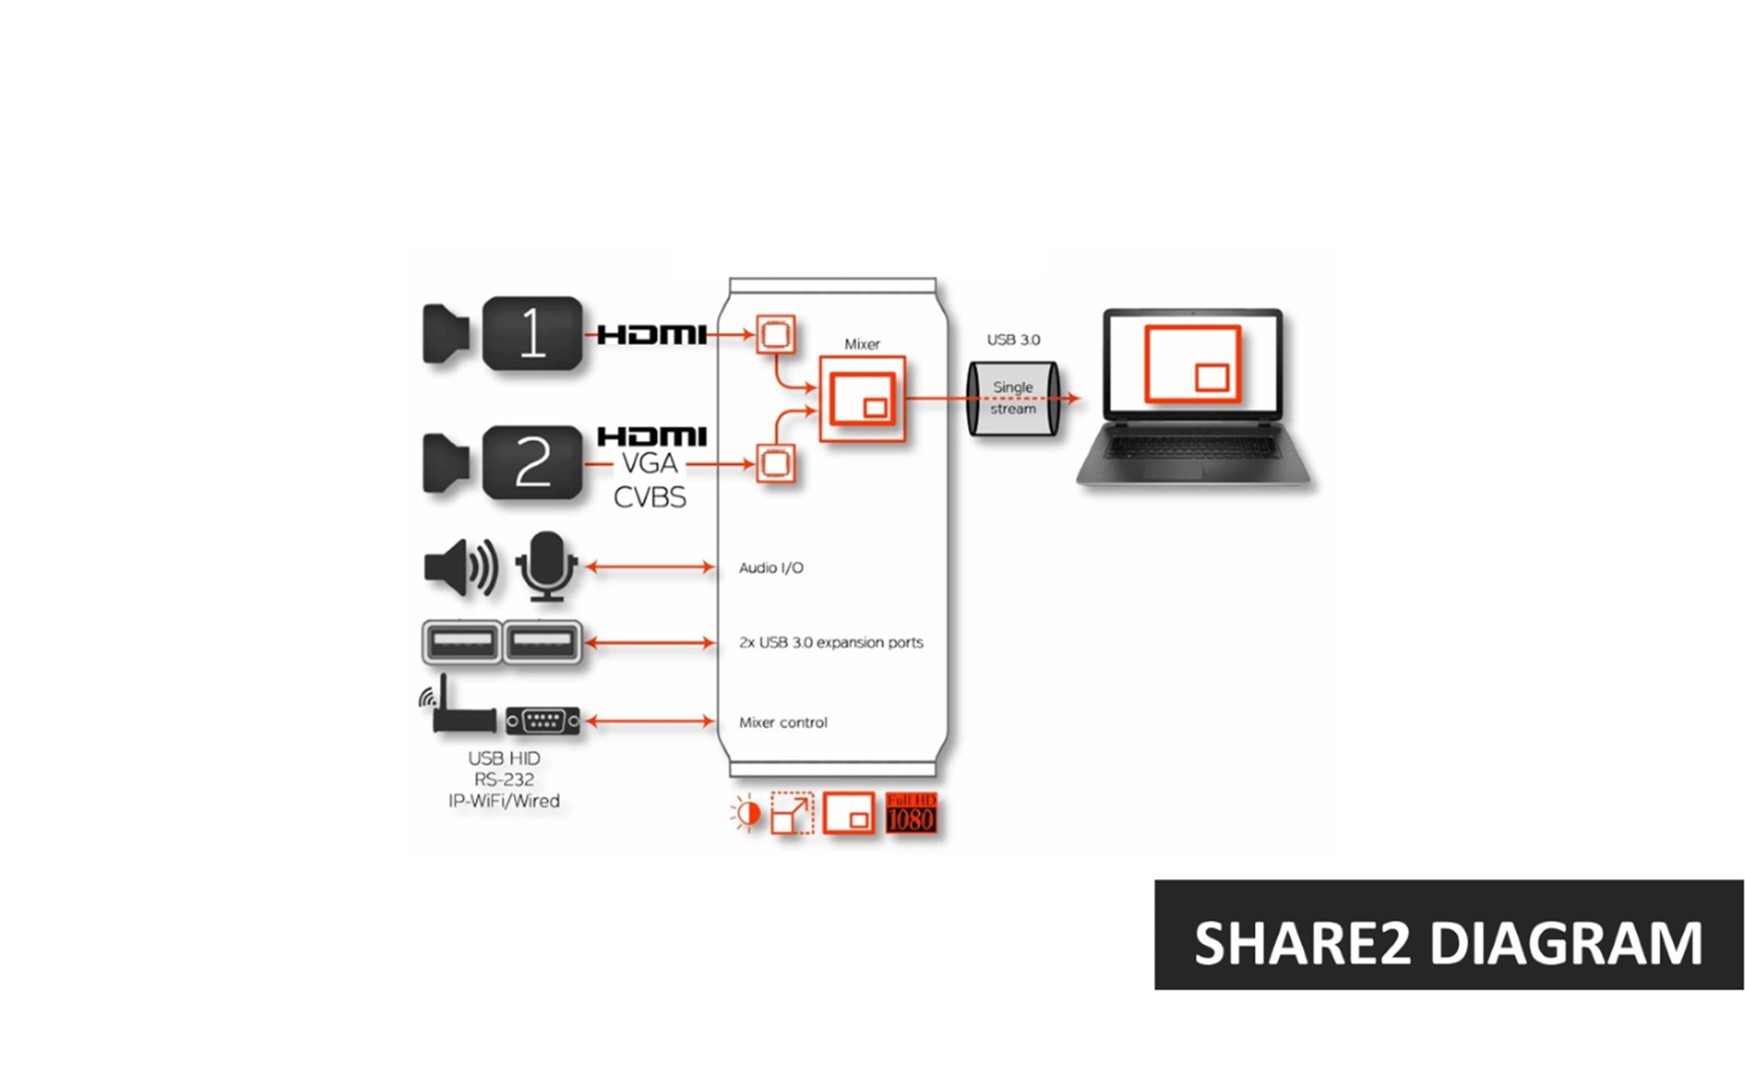 1
HDMI
2
HDMI
VGA
CVBS
Mixer
USB 3.0
Single
stream
Audio I/O
2x USB 3.0 expansion ports
Mixer control
USB HID
RS-232
IP-WiFi/Wired
Full HD
1080
SHARE2 DIAGRAM